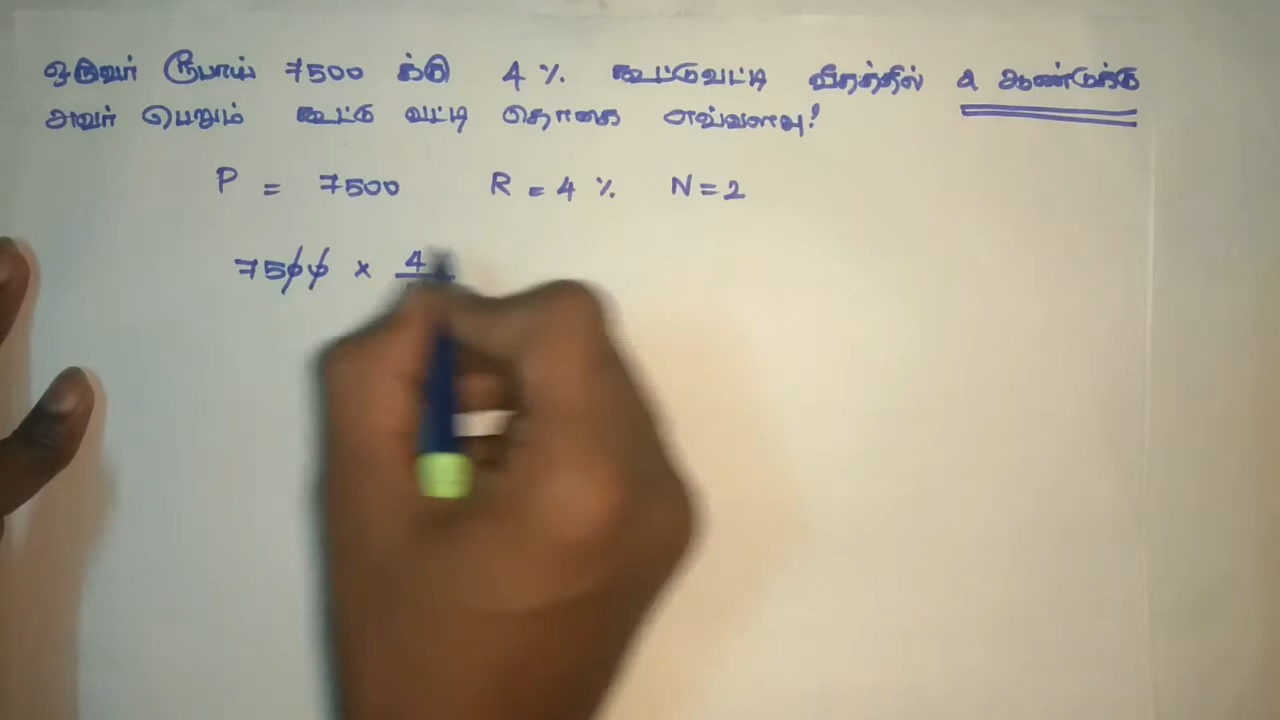 ஒருவர் ரூபாய் 7500 க்கு 4 % கூட்டுவட்டி வீதத்தில் 2 ஆண்டுக்கு
அவர் பெறும் கூட்டு வட்டி தொகை எவ்வளவு?
P = 7500 R = 4 % N = 2
7500 × 4